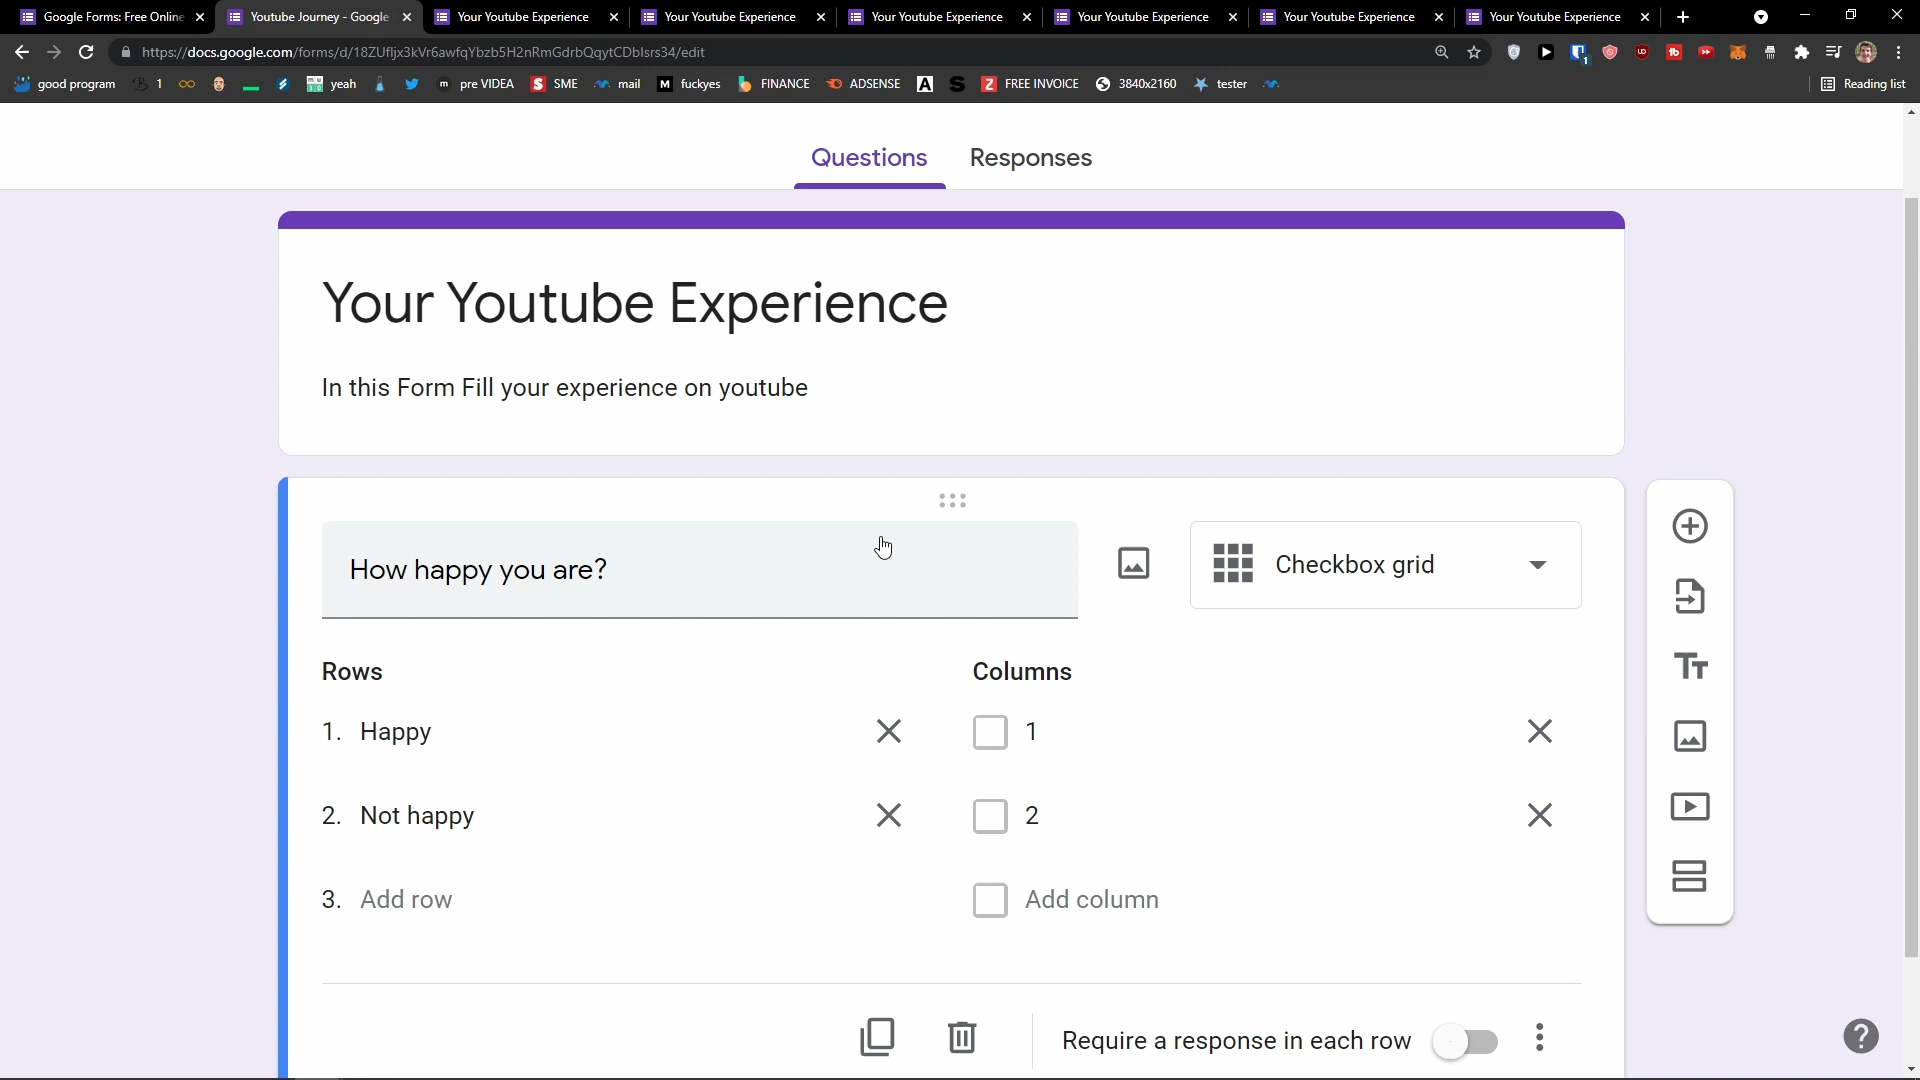 Google Forms: Free Online
Youtube Journey - Google
Your Youtube Experience
Your Youtube Experience
Your Youtube Experience
Your Youtube Experience
Your Youtube Experience
Your Youtube Experience
https://docs.google.com/forms/d/18ZUfljx3kVr6awfqYbzb5H2nRmGdrbQqytCDblsrs34/edit
good program
1
yeah
pre VIDEA
SME
mail
fuckyes
FINANCE
ADSENSE
FREE INVOICE
3840x2160
tester
Reading list
Questions
Responses
Your Youtube Experience
In this Form Fill your experience on youtube
How happy you are?
Checkbox grid
Rows
Columns
1. Happy
1
2. Not happy
2
3. Add row
Add column
Require a response in each row